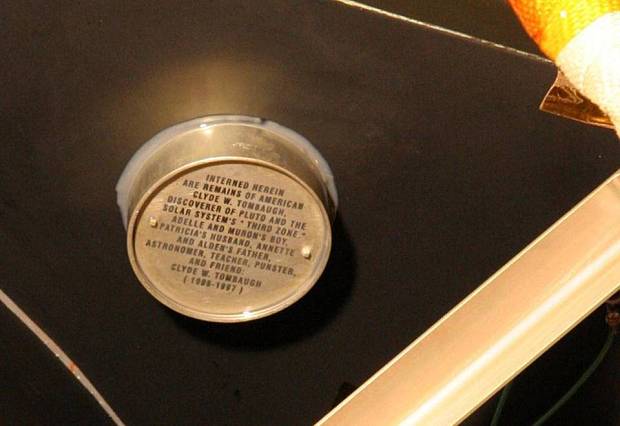 INTERNED HEREIN
ARE REMAINS OF AMERICAN
CLYDE W. TOMBAUGH,
DISCOVERER OF PLUTO AND THE
SOLAR SYSTEM'S "THIRD ZONE."
ADELLE AND MURON'S BOY,
PATRICIA'S HUSBAND, ANNETTE
AND ALDEN'S FATHER,
ASTRONOMER, TEACHER, PUNSTER,
AND FRIEND:
CLYDE W. TOMBAUGH
(1906-1997)